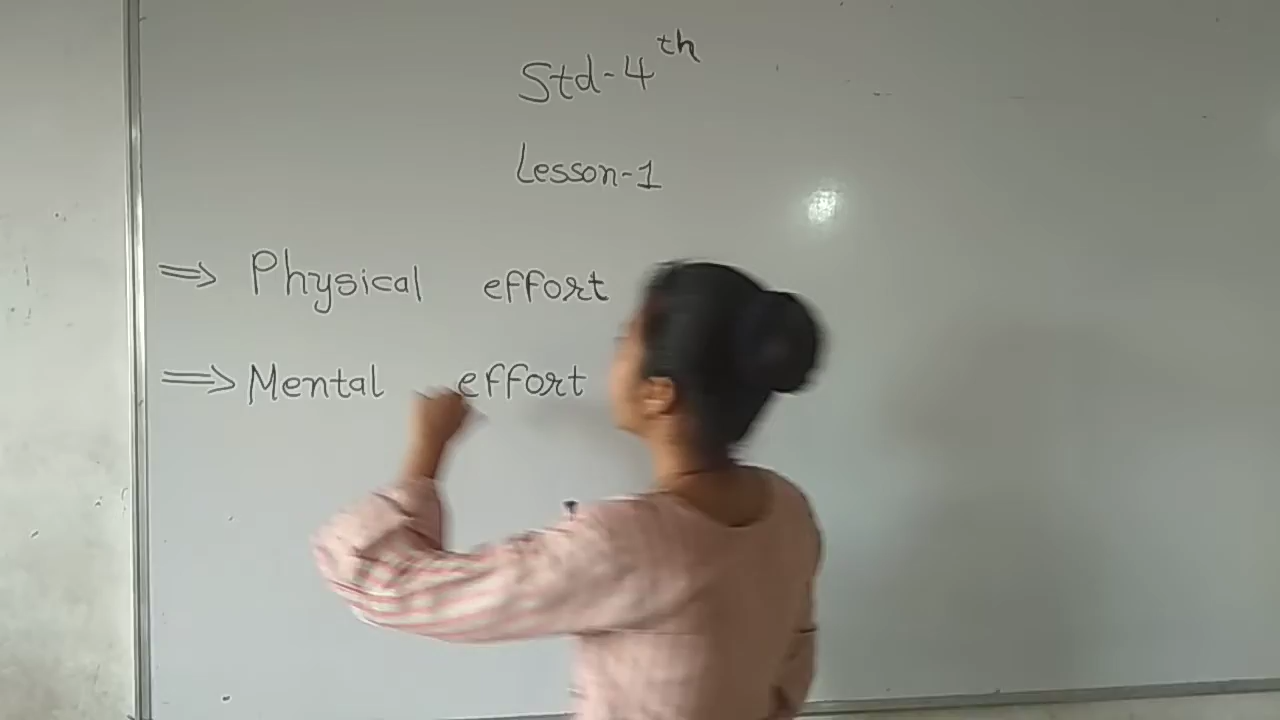 Std-4th
Lesson-1
⇒ Physical effort
⇒ Mental effort